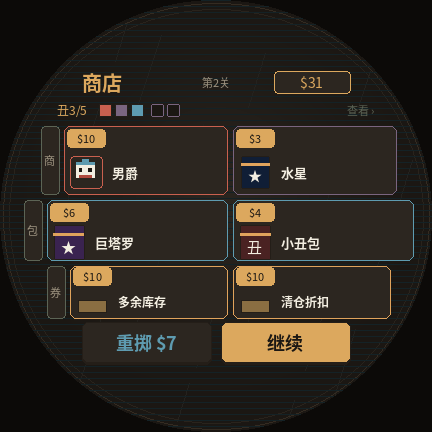 商店 第2关 $31
丑3/5 查看›
商 $10 男爵 $3 水星
包 $6 巨塔罗 $4 丑 小丑包
券 $10 多余库存 $10 清仓折扣
重掷 $7 继续